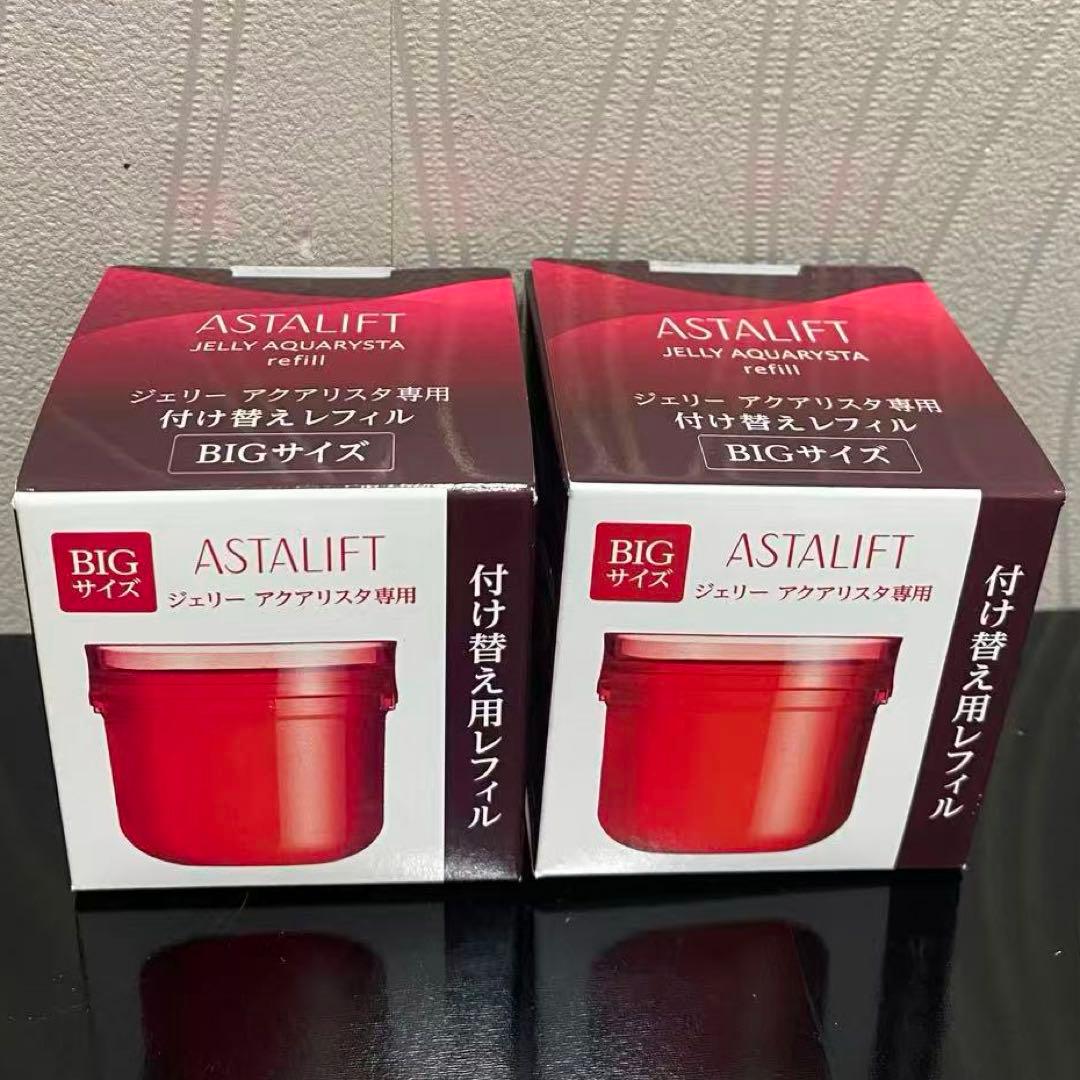 ASTALIFT
JELLY AQUARYSTA
refill
ジェリー アクアリスタ専用
付け替えレフィル
BIGサイズ
BIG
サイズ
ASTALIFT
ジェリー アクアリスタ専用
付け替え用レフィル
ASTALIFT
JELLY AQUARYSTA
refill
ジェリー アクアリスタ専用
付け替えレフィル
BIGサイズ
BIG
サイズ
ASTALIFT
ジェリー アクアリスタ専用
付け替え用レフィル